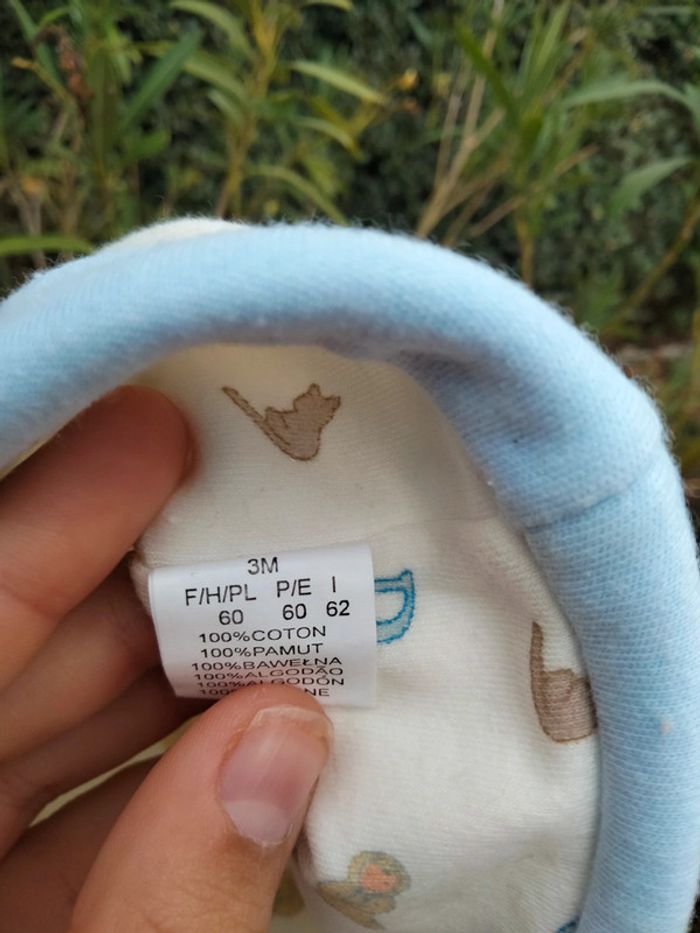 3M
F/H/PL P/E I
60 60 62
100%COTON
100%PAMUT
100%BAWEŁNA
100%ALGODÃO
100%ALGODÓN